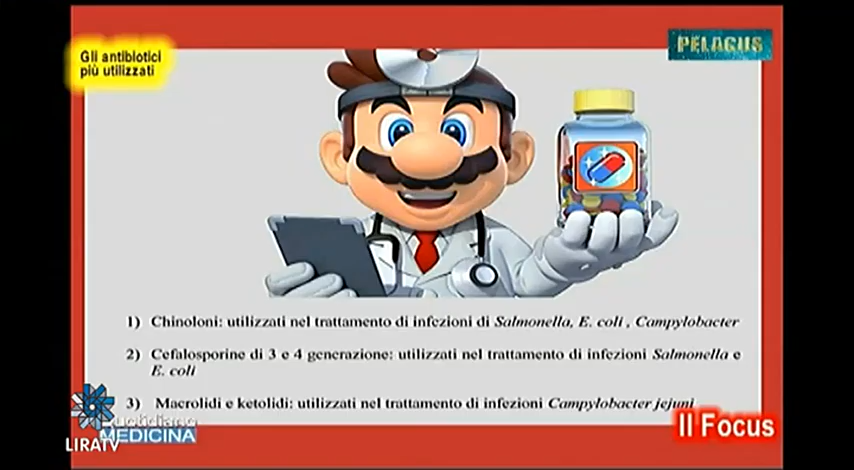 Gli antibiotici
più utilizzati
PELAGUS
1) Chinoloni: utilizzati nel trattamento di infezioni di Salmonella, E. coli , Campylobacter
2) Cefalosporine di 3 e 4 generazione: utilizzati nel trattamento di infezioni Salmonella e
E. coli
3) Macrolidi e ketolidi: utilizzati nel trattamento di infezioni Campylobacter jejuni
Quotidiano
MEDICINA
LIRATV
Il Focus